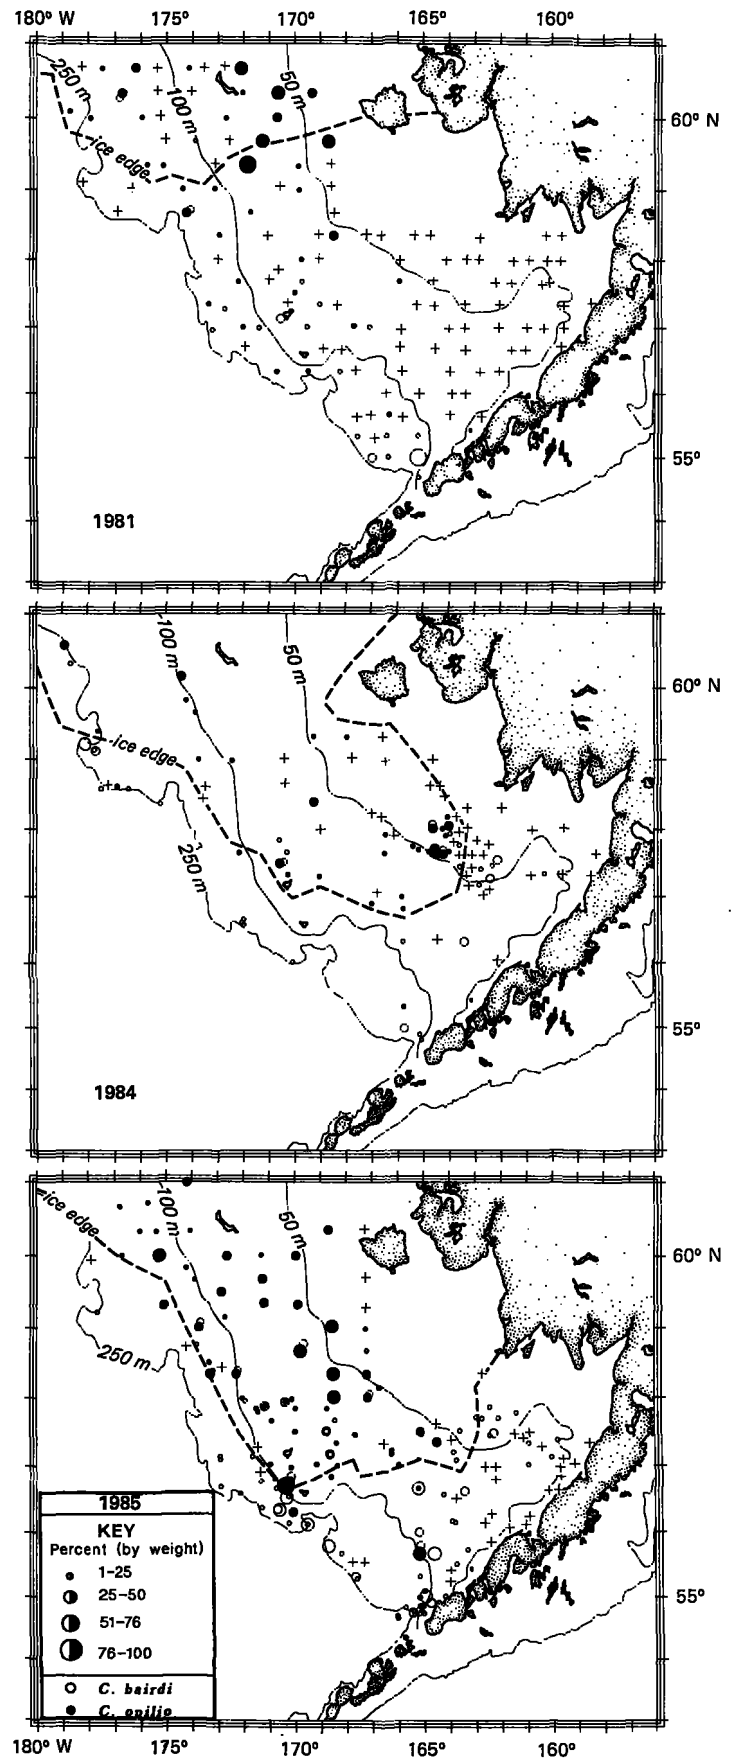 180° W 175° 170° 165° 160°
250 m
100 m
50 m
60° N
ice edge
55°
1981
100 m
50 m
60° N
ice edge
250 m
55°
1984
ice edge
100 m
50 m
60° N
250 m
1985
KEY
Percent (by weight)
1–25
25–50
51–76
76–100
C. bairdi
C. opilio
55°
180° W 175° 170° 165° 160°